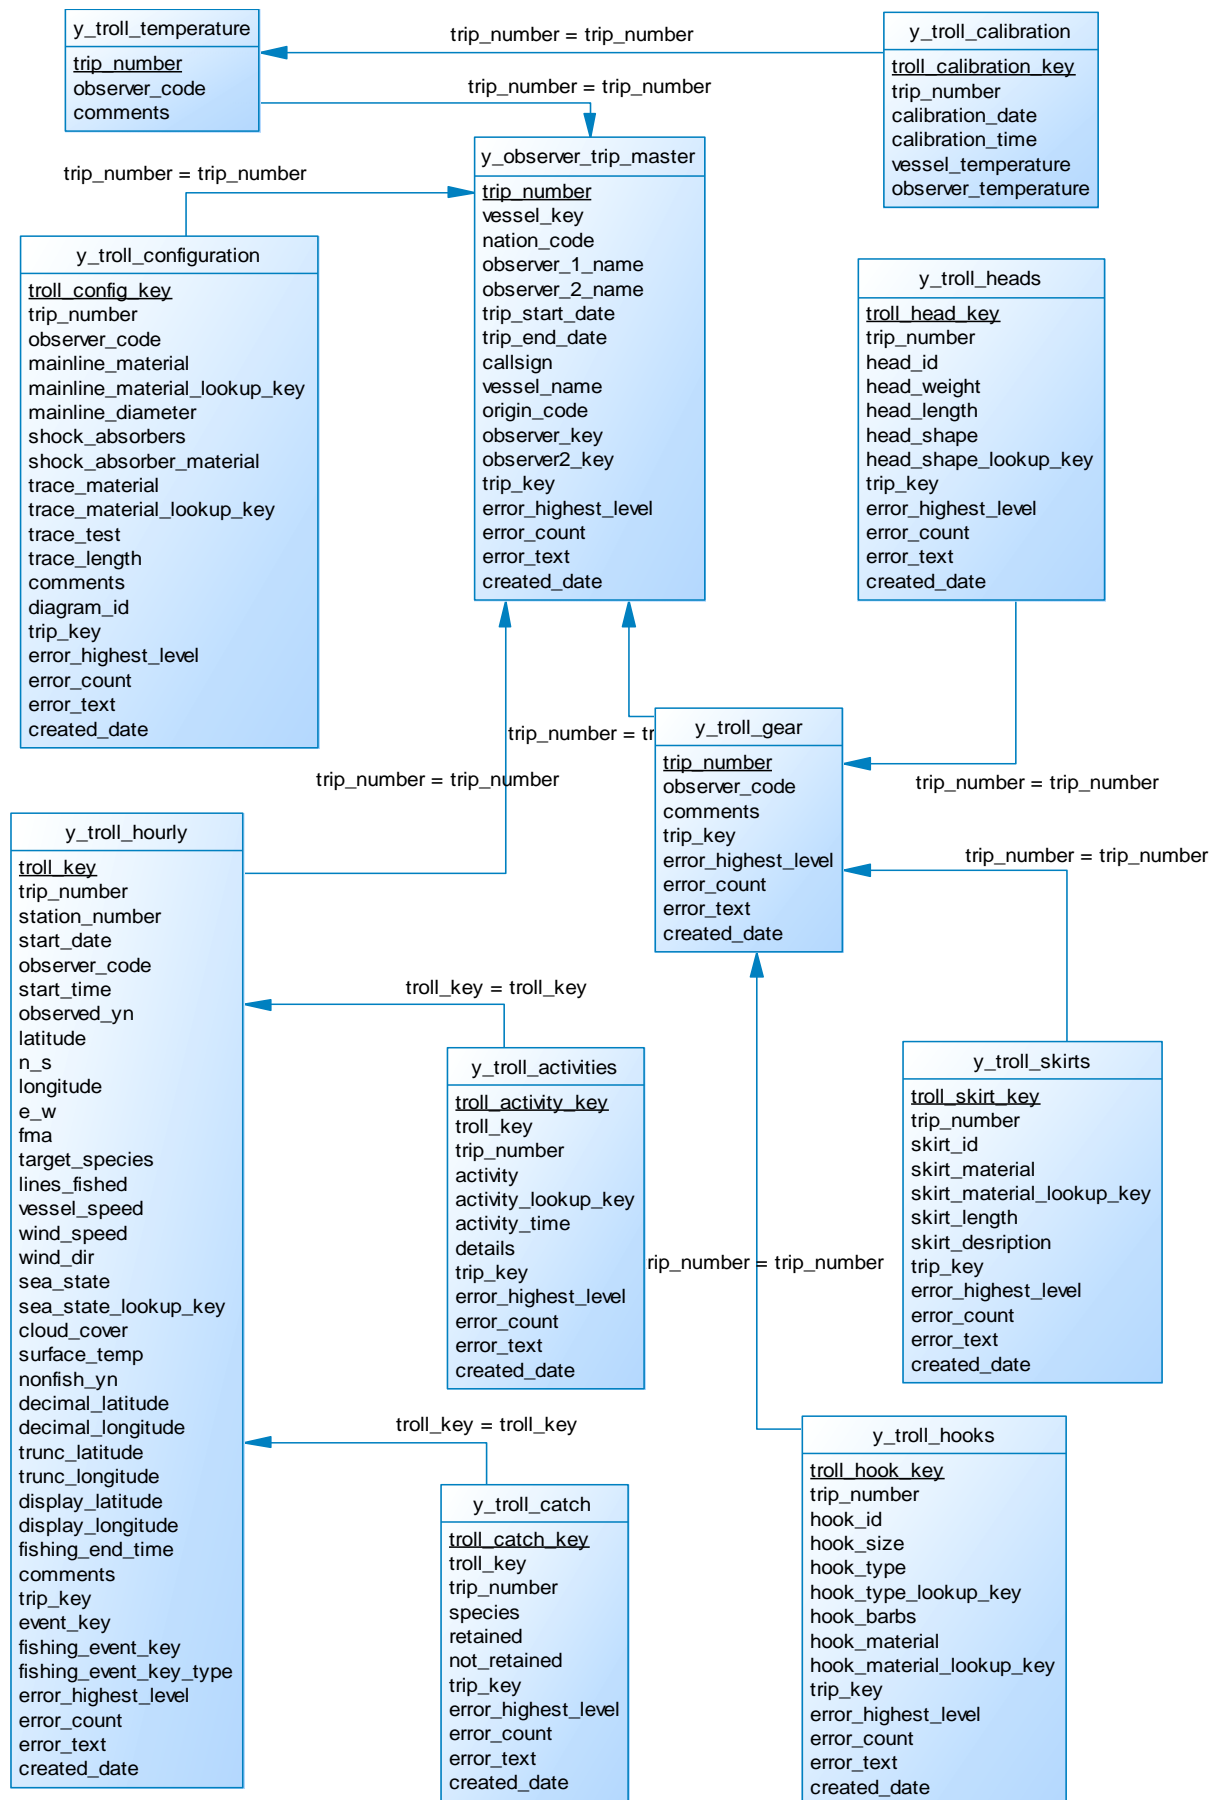 y_troll_temperature
trip_number
observer_code
comments
trip_number = trip_number
y_troll_calibration
troll_calibration_key
trip_number
calibration_date
calibration_time
vessel_temperature
observer_temperature
trip_number = trip_number
y_observer_trip_master
trip_number
vessel_key
nation_code
observer_1_name
observer_2_name
trip_start_date
trip_end_date
callsign
vessel_name
origin_code
observer_key
observer2_key
trip_key
error_highest_level
error_count
error_text
created_date
trip_number = trip_number
y_troll_configuration
troll_config_key
trip_number
observer_code
mainline_material
mainline_material_lookup_key
mainline_diameter
shock_absorbers
shock_absorber_material
trace_material
trace_material_lookup_key
trace_test
trace_length
comments
diagram_id
trip_key
error_highest_level
error_count
error_text
created_date
y_troll_heads
troll_head_key
trip_number
head_id
head_weight
head_length
head_shape
head_shape_lookup_key
trip_key
error_highest_level
error_count
error_text
created_date
trip_number = tr
y_troll_gear
trip_number
observer_code
comments
trip_key
error_highest_level
error_count
error_text
created_date
trip_number = trip_number
trip_number = trip_number
trip_number = trip_number
y_troll_hourly
troll_key
trip_number
station_number
start_date
observer_code
start_time
observed_yn
latitude
n_s
longitude
e_w
fma
target_species
lines_fished
vessel_speed
wind_speed
wind_dir
sea_state
sea_state_lookup_key
cloud_cover
surface_temp
nonfish_yn
decimal_latitude
decimal_longitude
trunc_latitude
trunc_longitude
display_latitude
display_longitude
fishing_end_time
comments
trip_key
event_key
fishing_event_key
fishing_event_key_type
error_highest_level
error_count
error_text
created_date
troll_key = troll_key
y_troll_activities
troll_activity_key
troll_key
trip_number
activity
activity_lookup_key
activity_time
details
trip_key
error_highest_level
error_count
error_text
created_date
rip_number = trip_number
y_troll_skirts
troll_skirt_key
trip_number
skirt_id
skirt_material
skirt_material_lookup_key
skirt_length
skirt_desription
trip_key
error_highest_level
error_count
error_text
created_date
troll_key = troll_key
y_troll_catch
troll_catch_key
troll_key
trip_number
species
retained
not_retained
trip_key
error_highest_level
error_count
error_text
created_date
y_troll_hooks
troll_hook_key
trip_number
hook_id
hook_size
hook_type
hook_type_lookup_key
hook_barbs
hook_material
hook_material_lookup_key
trip_key
error_highest_level
error_count
error_text
created_date